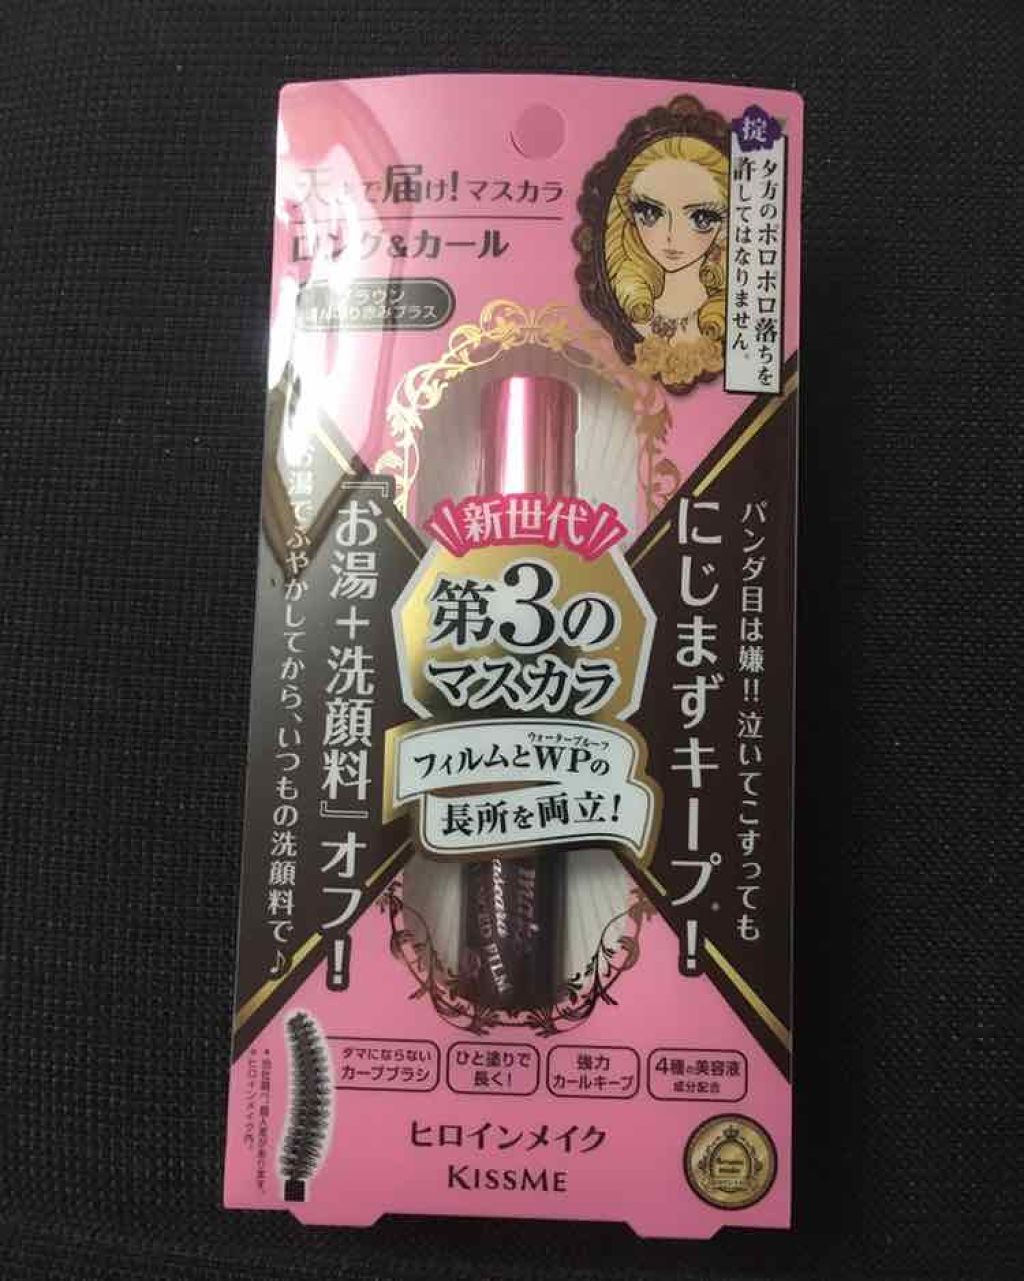 天まで届け!マスカラ
ロング&カール
ブラウン
掟
夕方のポロポロ落ちを
許してはなりません。
パンダ目は嫌!!泣いてこすっても
にじまずキープ!
新世代
第3の
マスカラ
ウォータープルーフ
フィルムとWPの
長所を両立!
『お湯+洗顔料』オフ!
お湯でふやかしてから、いつもの洗顔料で♪
ascara
FILM
ダマにならない
カーブブラシ
ひと塗りで
長く!
強力
カールキープ
4種の美容液
成分配合
ヒロインメイク
KISSME